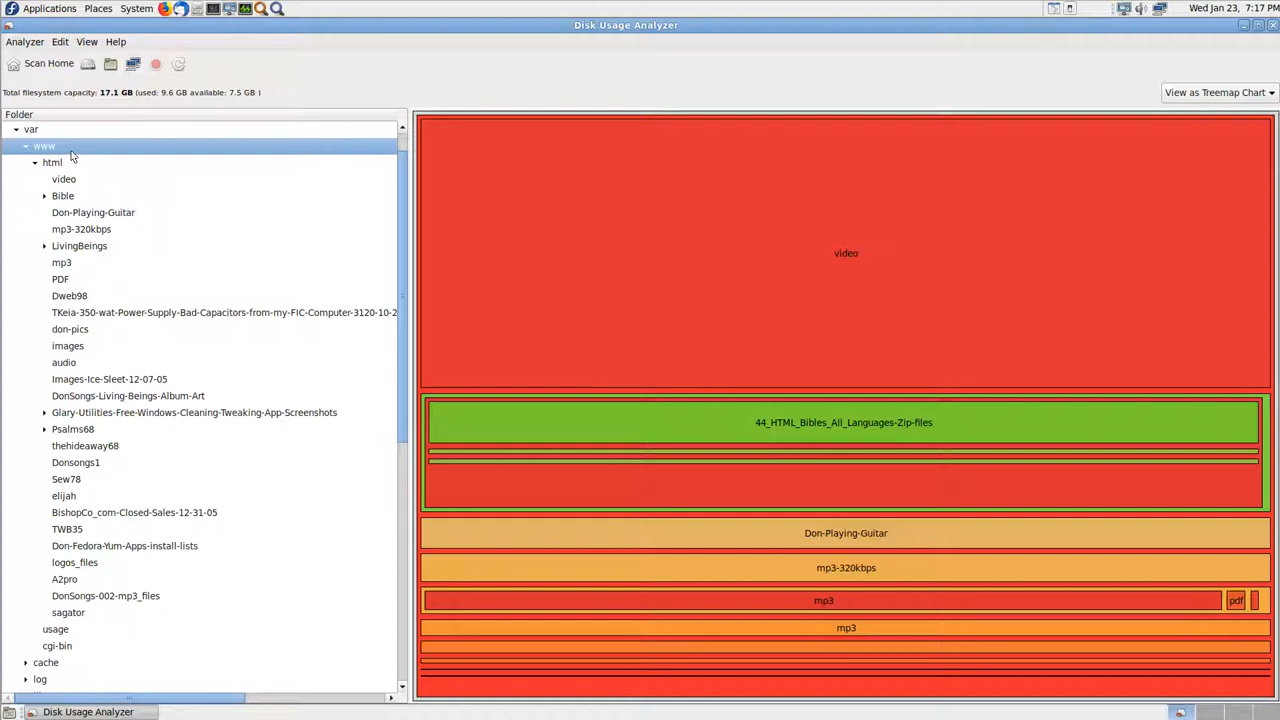 Applications Places System Wed Jan 23, 7:17 PM
Disk Usage Analyzer
Analyzer Edit View Help
Scan Home
Total filesystem capacity: 17.1 GB (used: 9.6 GB available: 7.5 GB )
View as Treemap Chart
Folder
var
www
html
video
Bible
Don-Playing-Guitar
mp3-320kbps
LivingBeings
mp3
PDF
Dweb98
TKeia-350-wat-Power-Supply-Bad-Capacitors-from-my-FIC-Computer-3120-10-2
don-pics
images
audio
Images-Ice-Sleet-12-07-05
DonSongs-Living-Beings-Album-Art
Glary-Utilities-Free-Windows-Cleaning-Tweaking-App-Screenshots
Psalms68
thehideaway68
Donsongs1
Sew78
elijah
BishopCo_com-Closed-Sales-12-31-05
TWB35
Don-Fedora-Yum-Apps-install-lists
logos_files
A2pro
DonSongs-002-mp3_files
sagator
usage
cgi-bin
cache
log
video
44_HTML_Bibles_All_Languages-Zip-files
Don-Playing-Guitar
mp3-320kbps
mp3 pdf
mp3
Disk Usage Analyzer